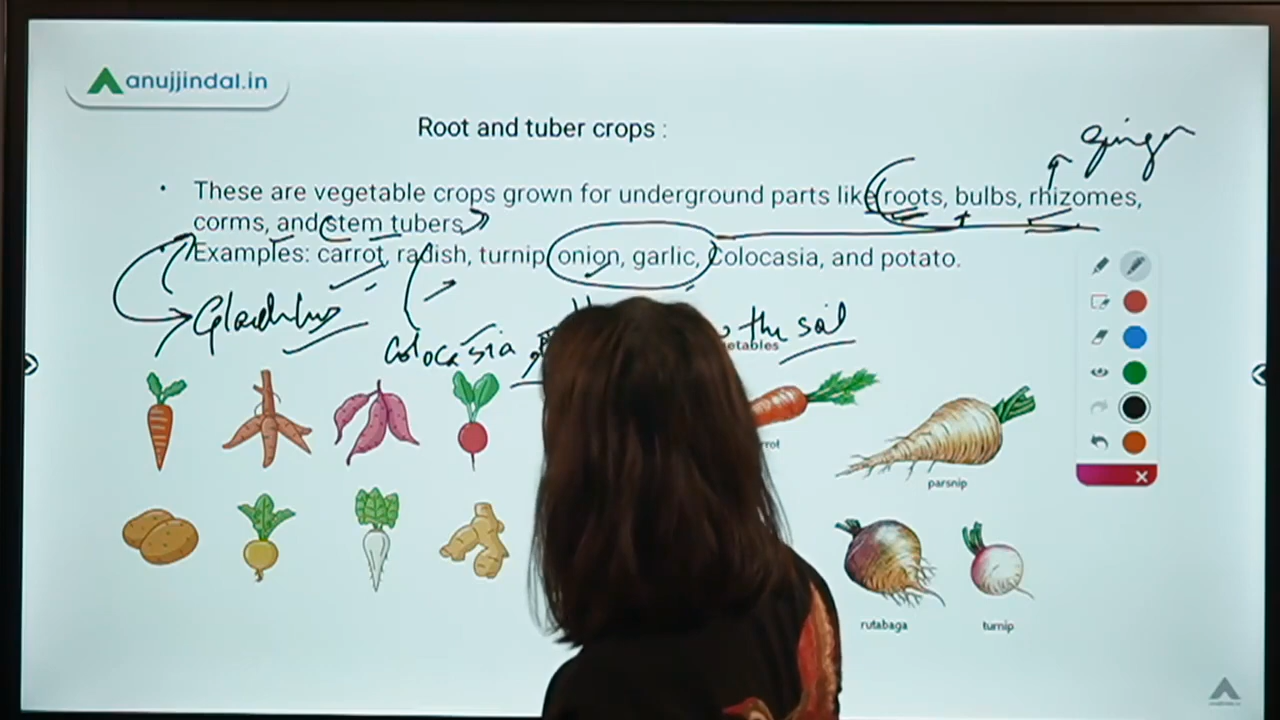 anujjindal.in
Root and tuber crops :
Ginger
• These are vegetable crops grown for underground parts like roots, bulbs, rhizomes,
corms, and stem tubers
Examples: carrot, radish, turnip onion, garlic, Colocasia, and potato.
Gladiolus
Colocasia
the soil
etables
rrot
parsnip
rutabaga
turnip